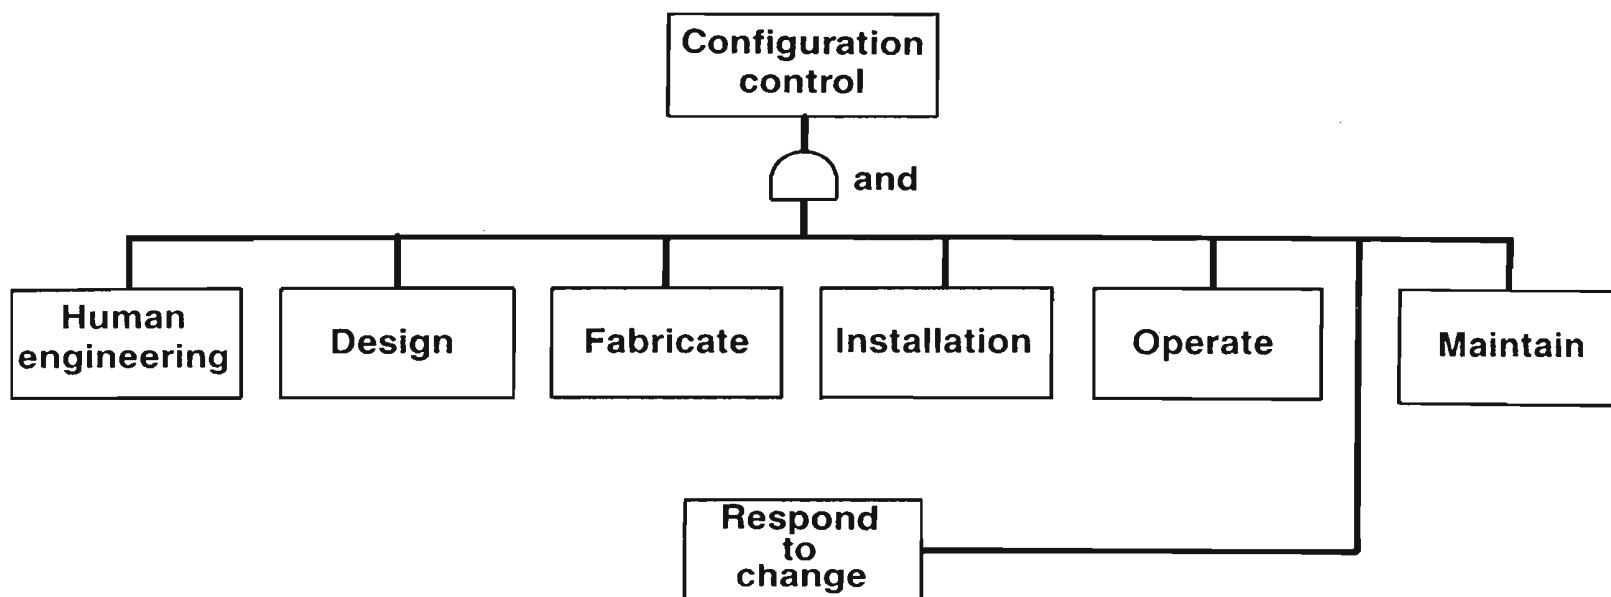 Configuration
control
and
Human
engineering
Design
Fabricate
Installation
Operate
Maintain
Respond
to
change